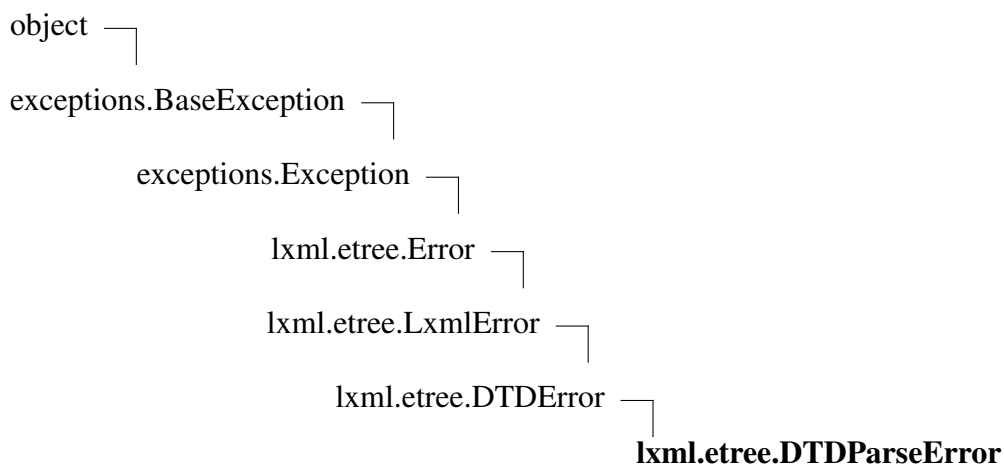 object
exceptions.BaseException
exceptions.Exception
lxml.etree.Error
lxml.etree.LxmlError
lxml.etree.DTDError
lxml.etree.DTDParseError